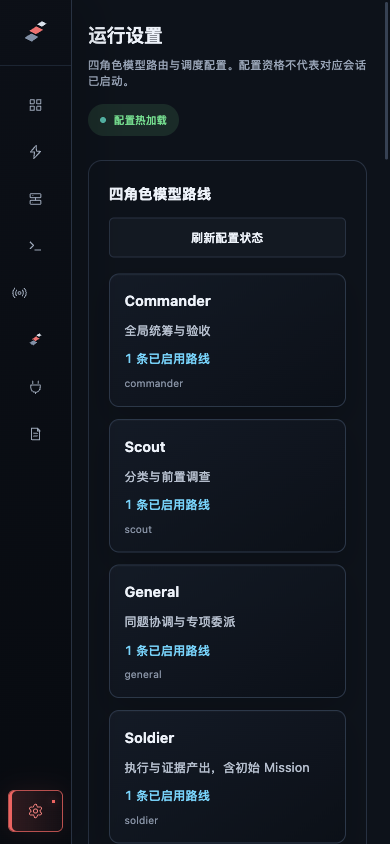 运行设置
四角色模型路由与调度配置。配置资格不代表对应会话
已启动。
配置热加载
四角色模型路线
刷新配置状态
Commander
全局统筹与验收
1 条已启用路线
commander
Scout
分类与前置调查
1 条已启用路线
scout
General
同题协调与专项委派
1 条已启用路线
general
Soldier
执行与证据产出，含初始 Mission
1 条已启用路线
soldier